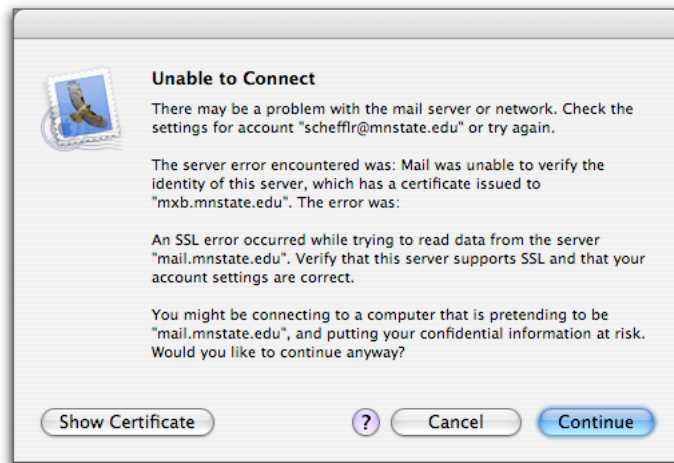 Unable to Connect
There may be a problem with the mail server or network. Check the
settings for account "schefflr@mnstate.edu" or try again.
The server error encountered was: Mail was unable to verify the
identity of this server, which has a certificate issued to
"mxb.mnstate.edu". The error was:
An SSL error occurred while trying to read data from the server
"mail.mnstate.edu". Verify that this server supports SSL and that your
account settings are correct.
You might be connecting to a computer that is pretending to be
"mail.mnstate.edu", and putting your confidential information at risk.
Would you like to continue anyway?
Show Certificate ? Cancel Continue